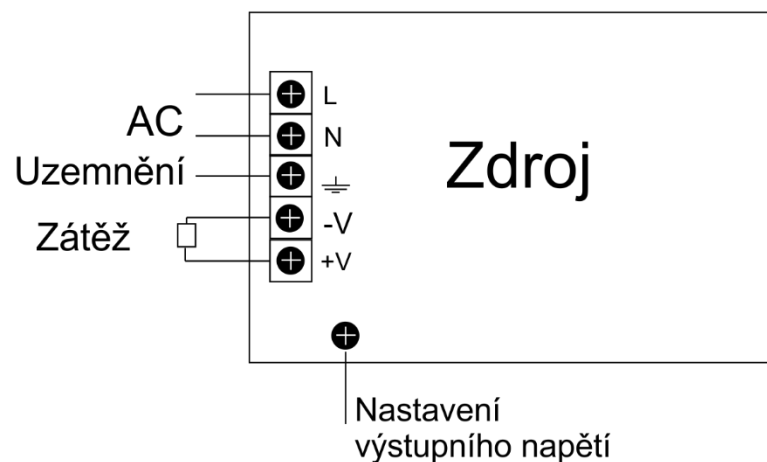 AC
L
N
Uzemnění
Zátěž
-V
+V
Zdroj
Nastavení
výstupního napětí